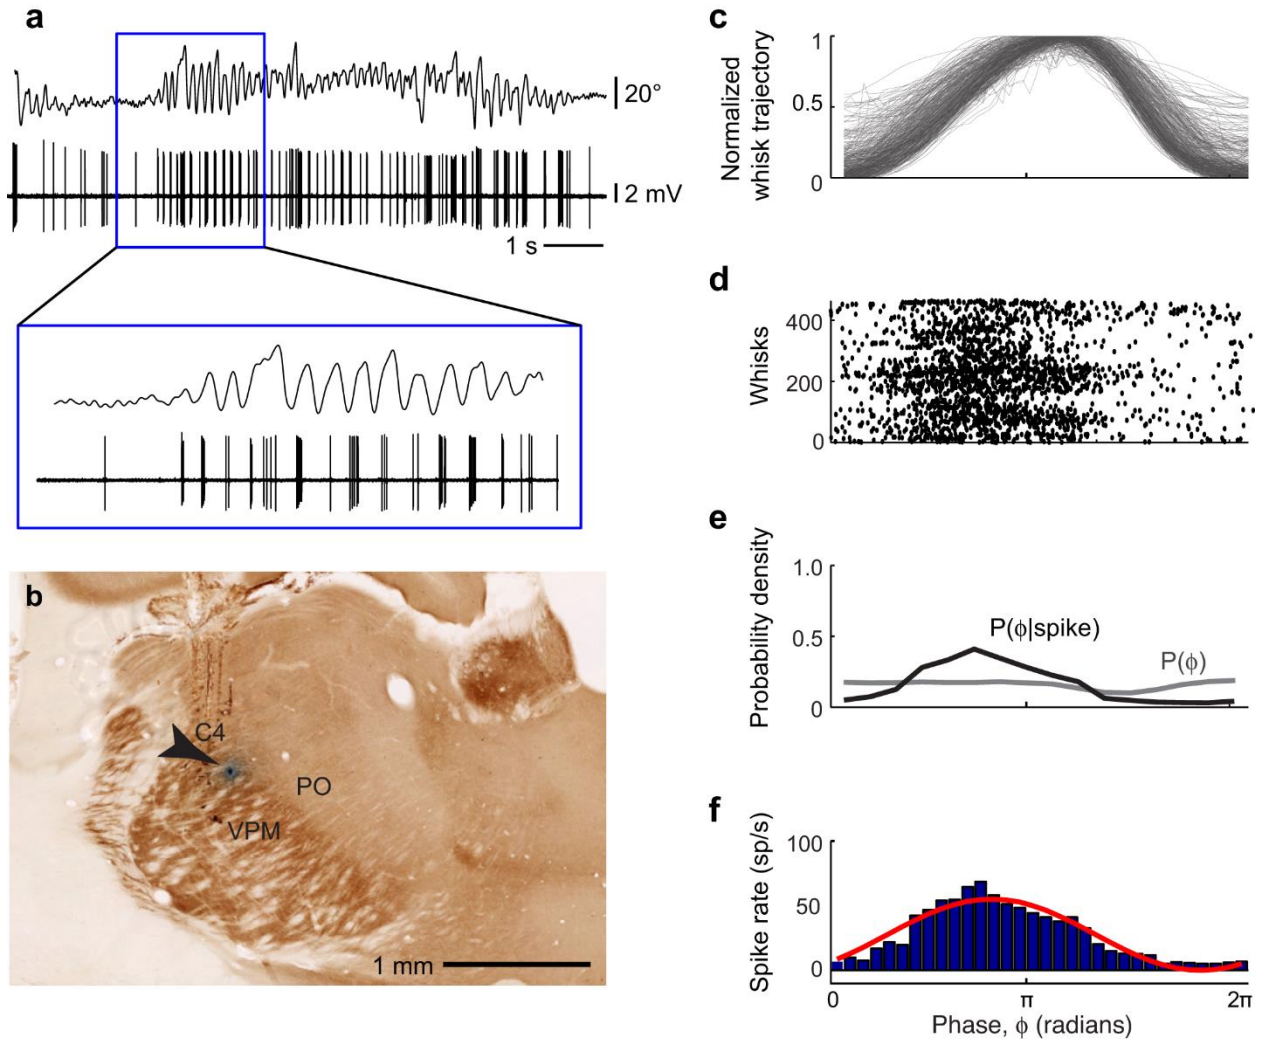 a
20°
2 mV
1 s
b
C4
PO
VPM
1 mm
c
Normalized
whisk trajectory
1
0.5
0
d
Whisks
400
200
0
e
Probability density
1.0
0.5
0
P(ϕ|spike)
P(ϕ)
f
Spike rate (sp/s)
100
50
0
0 π 2π
Phase, ϕ (radians)